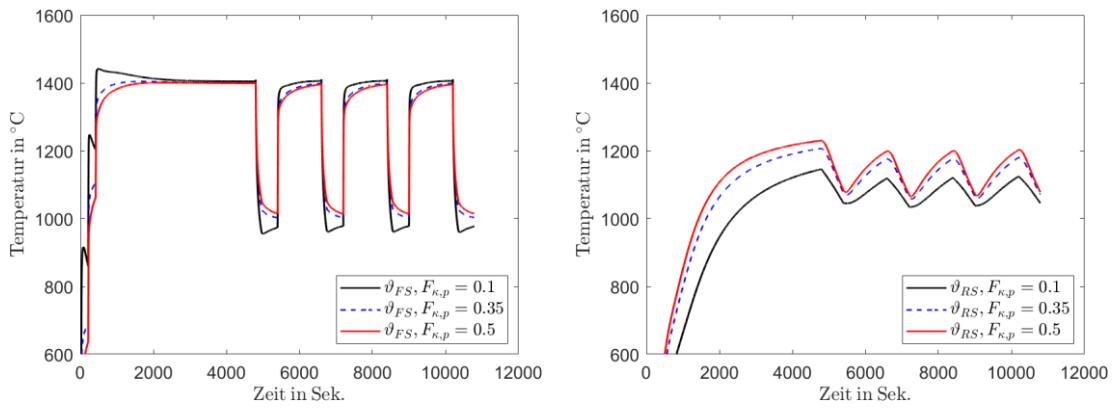 1600
1400
1200
1000
800
600
0 2000 4000 6000 8000 10000 12000
Temperatur in °C
Zeit in Sek.
ϑ_FS, F_κ,p = 0.1
ϑ_FS, F_κ,p = 0.35
ϑ_FS, F_κ,p = 0.5
1600
1400
1200
1000
800
600
0 2000 4000 6000 8000 10000 12000
Temperatur in °C
Zeit in Sek.
ϑ_RS, F_κ,p = 0.1
ϑ_RS, F_κ,p = 0.35
ϑ_RS, F_κ,p = 0.5